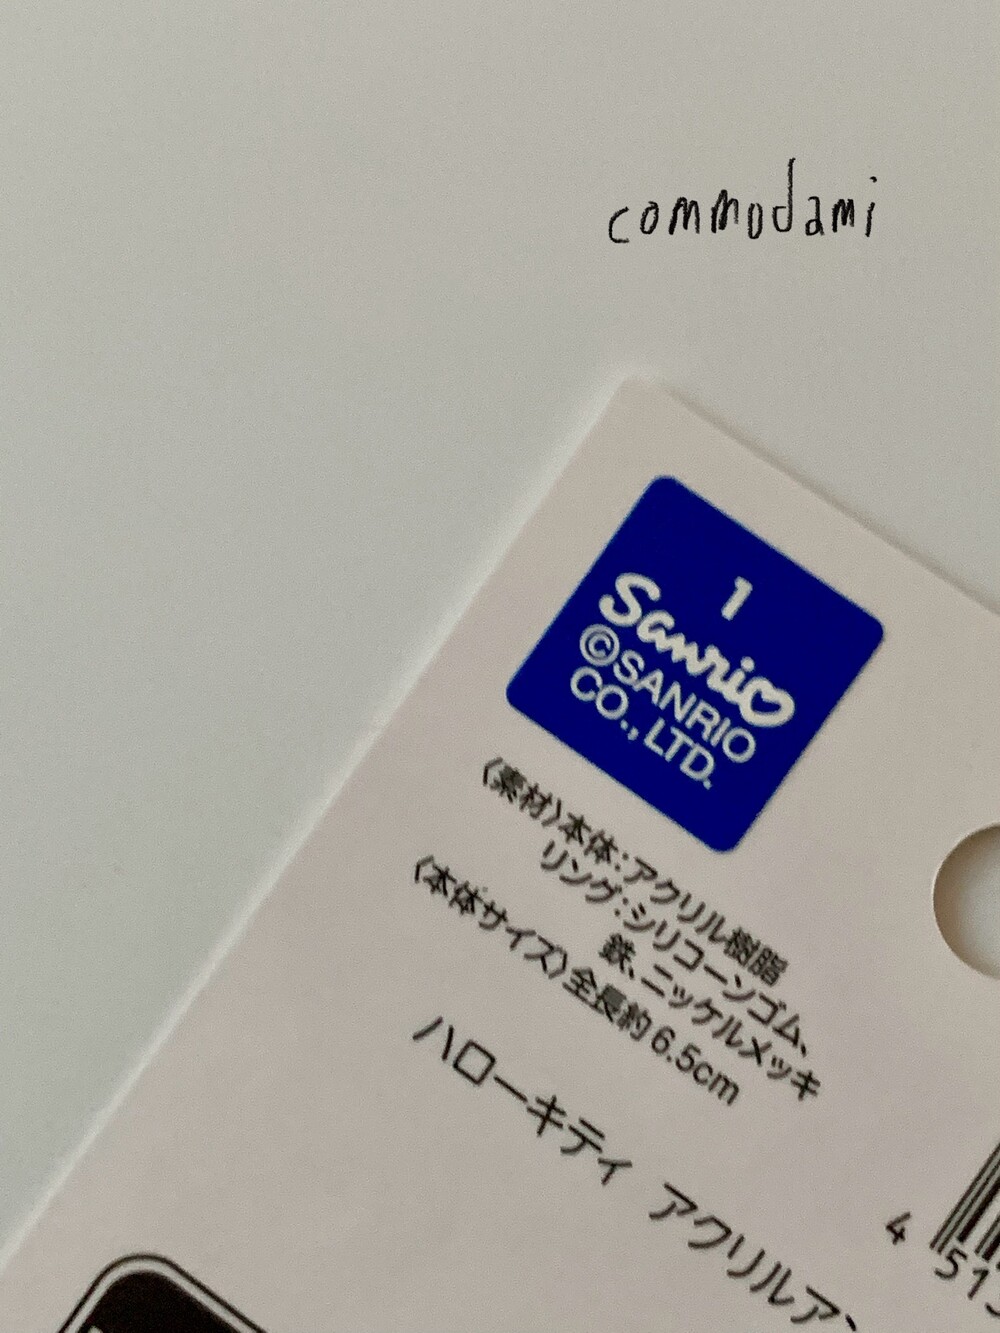 commodami
1
Sanrio
©SANRIO
CO., LTD.
〈素材〉本体：アクリル樹脂
リング：シリコーンゴム、
鉄、ニッケルメッキ
〈本体サイズ〉全長約6.5cm
ハローキティ アクリルア
4 51